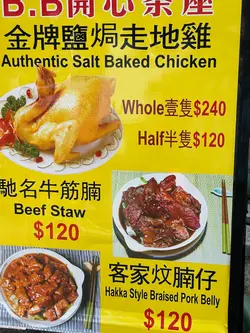 B.B開心茶座
金牌鹽焗走地雞
Authentic Salt Baked Chicken
Whole壹隻$240
Half半隻$120
馳名牛筋腩
Beef Staw
$120
客家炆腩仔
Hakka Style Braised Pork Belly
$120